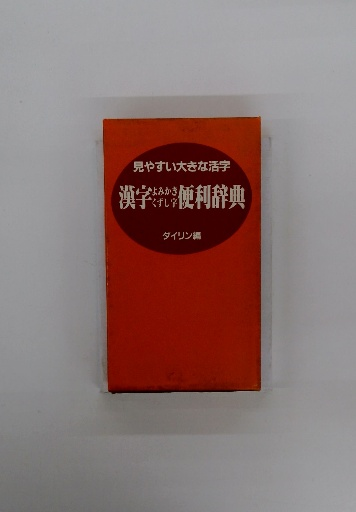 見やすい大きな活字
漢字よみかきくずし字便利辞典
ダイリン編